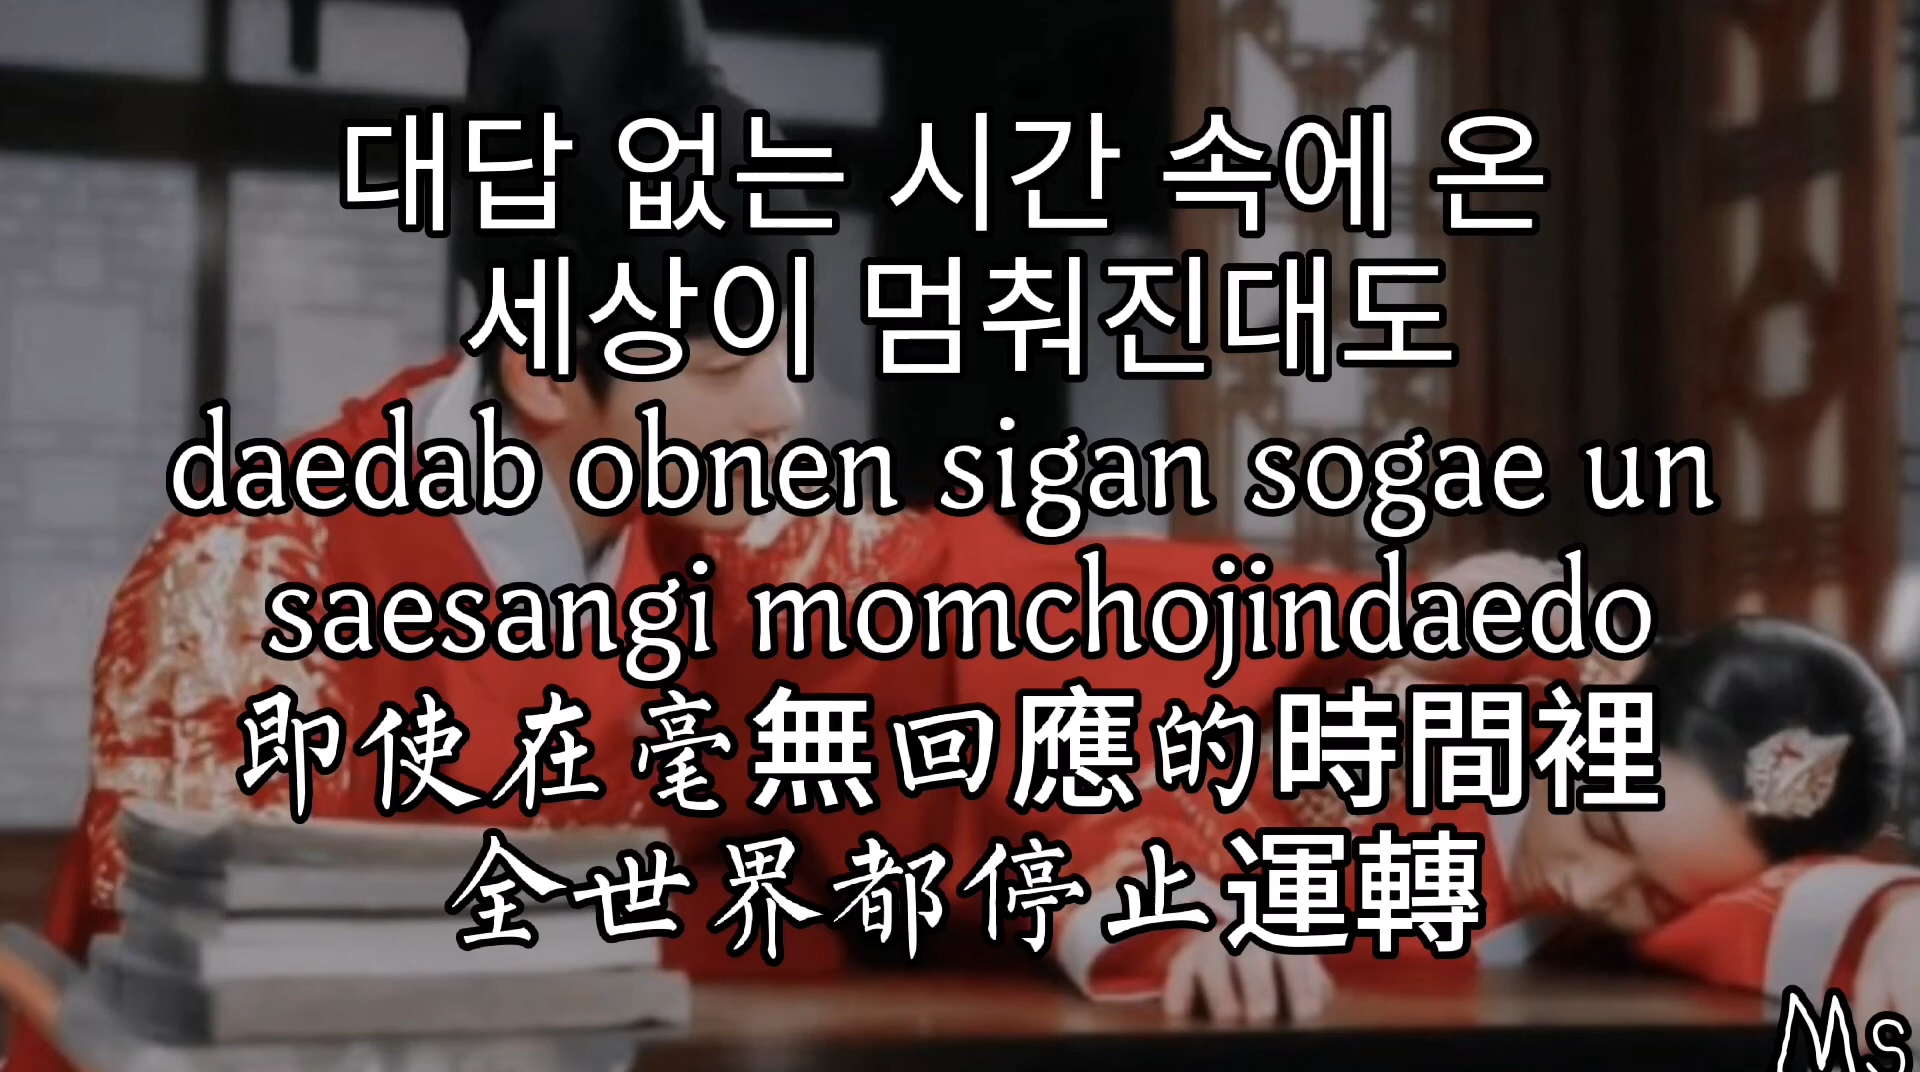 대답 없는 시간 속에 온
세상이 멈춰진대도
daedab obnen sigan sogae un
saesangi momchojindaedo
即使在毫無回應的時間裡
全世界都停止運轉
Ms